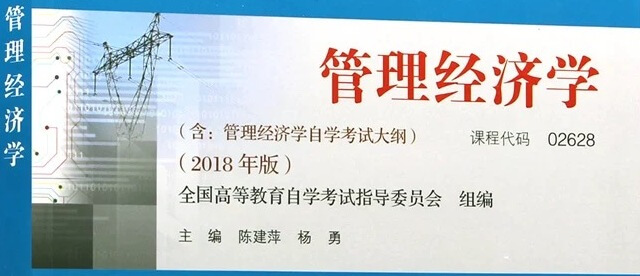 管理经济学
管理经济学
（含：管理经济学自学考试大纲） 课程代码 02628
（2018 年版）
全国高等教育自学考试指导委员会 组编
主 编 陈建萍 杨 勇